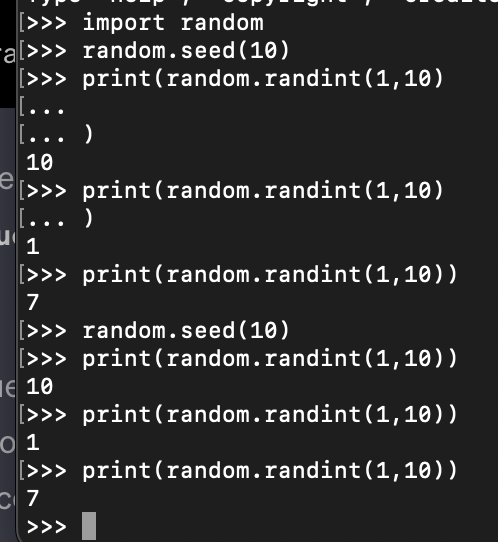 [>>> import random
[>>> random.seed(10)
[>>> print(random.randint(1,10)
[...
[... )
10
[>>> print(random.randint(1,10)
[... )
1
[>>> print(random.randint(1,10))
7
[>>> random.seed(10)
[>>> print(random.randint(1,10))
10
[>>> print(random.randint(1,10))
1
[>>> print(random.randint(1,10))
7
>>>